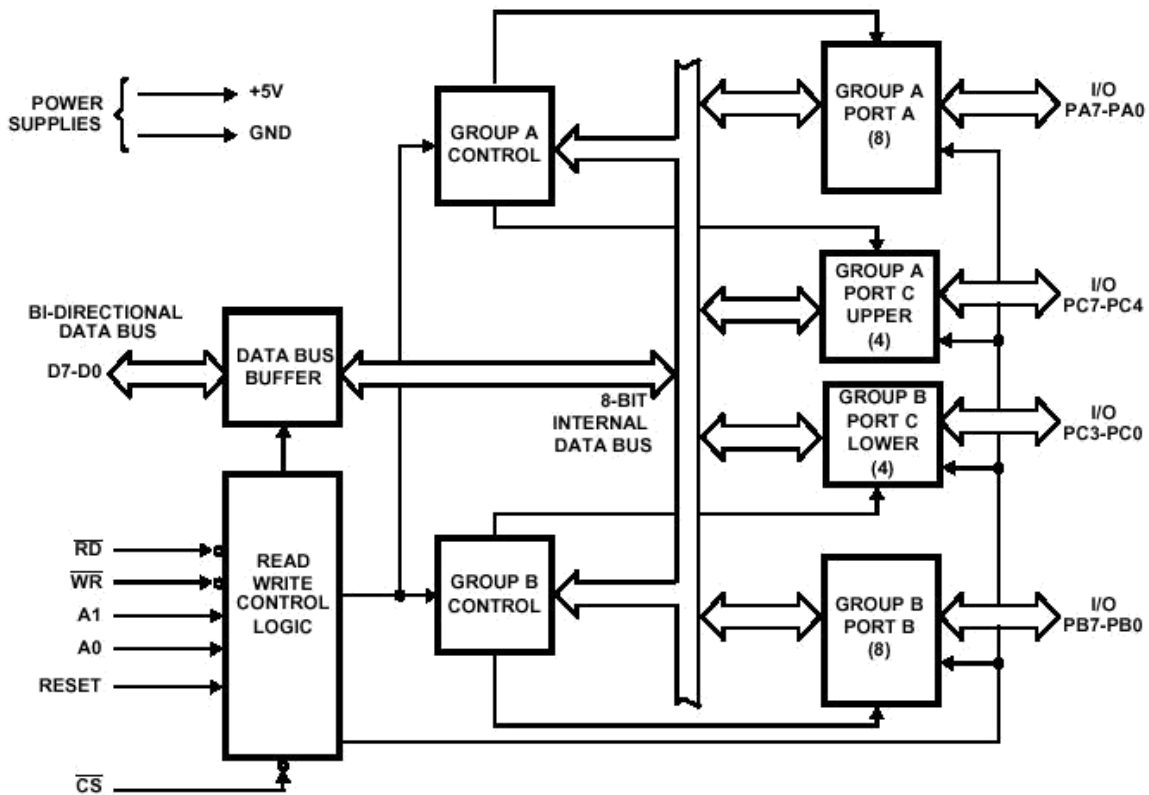 POWER
SUPPLIES
+5V
GND
GROUP A
CONTROL
GROUP A
PORT A
(8)
I/O
PA7-PA0
GROUP A
PORT C
UPPER
(4)
I/O
PC7-PC4
BI-DIRECTIONAL
DATA BUS
D7-D0
DATA BUS
BUFFER
8-BIT
INTERNAL
DATA BUS
GROUP B
PORT C
LOWER
(4)
I/O
PC3-PC0
RD
WR
A1
A0
RESET
CS
READ
WRITE
CONTROL
LOGIC
GROUP B
CONTROL
GROUP B
PORT B
(8)
I/O
PB7-PB0